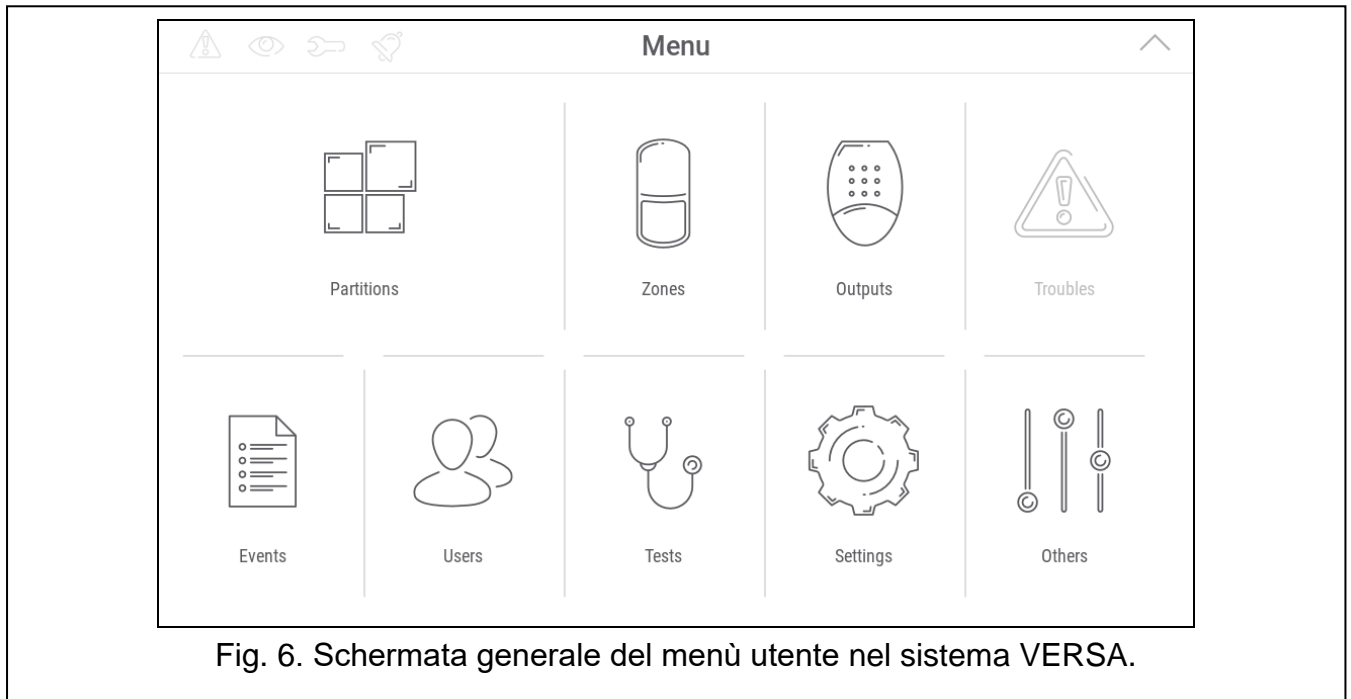 Menu
Partitions
Zones
Outputs
Troubles
Events
Users
Tests
Settings
Others
Fig. 6. Schermata generale del menù utente nel sistema VERSA.